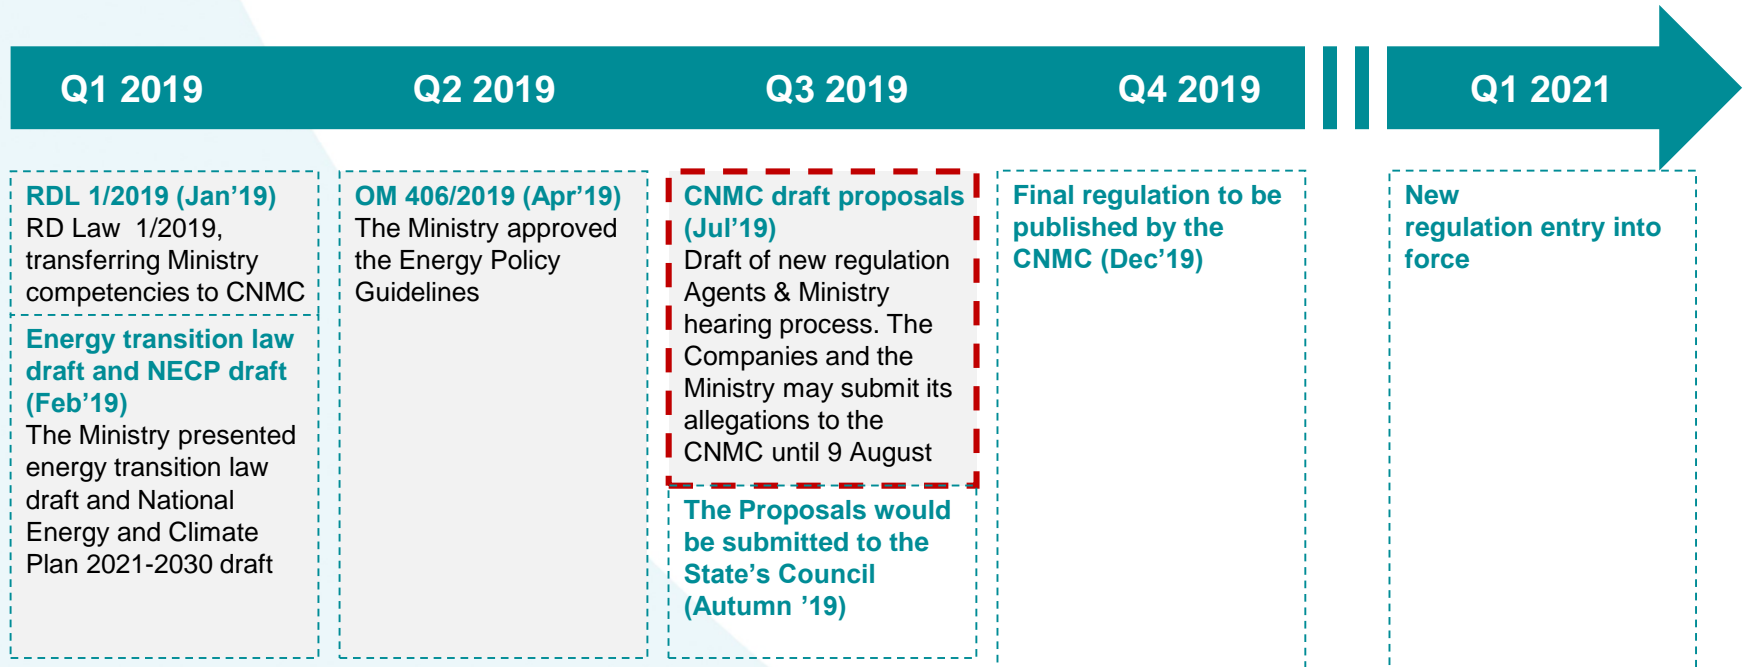 Q1 2019
Q2 2019
Q3 2019
Q4 2019
Q1 2021
RDL 1/2019 (Jan’19)
RD Law 1/2019,
transferring Ministry
competencies to CNMC
Energy transition law
draft and NECP draft
(Feb’19)
The Ministry presented
energy transition law
draft and National
Energy and Climate
Plan 2021-2030 draft
OM 406/2019 (Apr’19)
The Ministry approved
the Energy Policy
Guidelines
CNMC draft proposals
(Jul’19)
Draft of new regulation
Agents & Ministry
hearing process. The
Companies and the
Ministry may submit its
allegations to the
CNMC until 9 August
The Proposals would
be submitted to the
State’s Council
(Autumn ’19)
Final regulation to be
published by the
CNMC (Dec’19)
New
regulation entry into
force